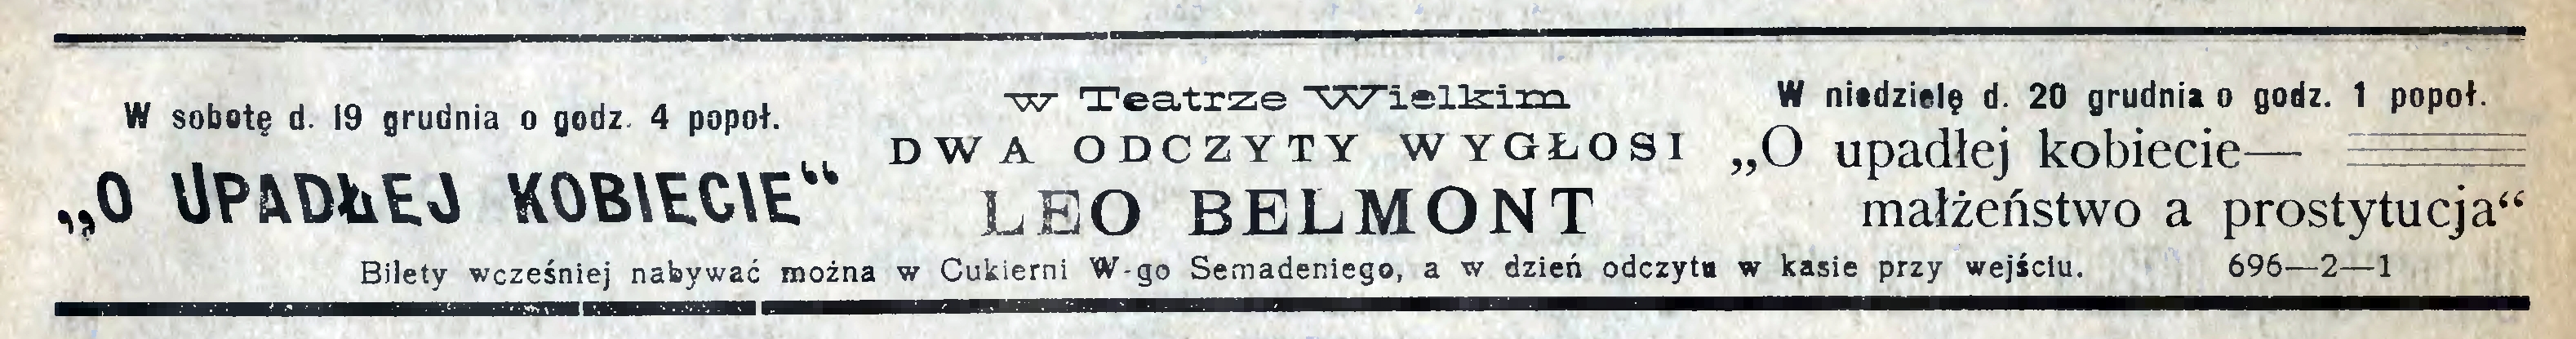 W sobotę d. 19 grudnia o godz. 4 popoł.
„O UPADŁEJ KOBIECIE“
w Teatrze Wielkim
DWA ODCZYTY WYGŁOSI
LEO BELMONT
W niedzielę d. 20 grudnia o godz. 1 popoł.
„O upadłej kobiecie—
małżeństwo a prostytucja“
Bilety wcześniej nabywać można w Cukierni W-go Semadeniego, a w dzień odczytu w kasie przy wejściu. 696—2—1